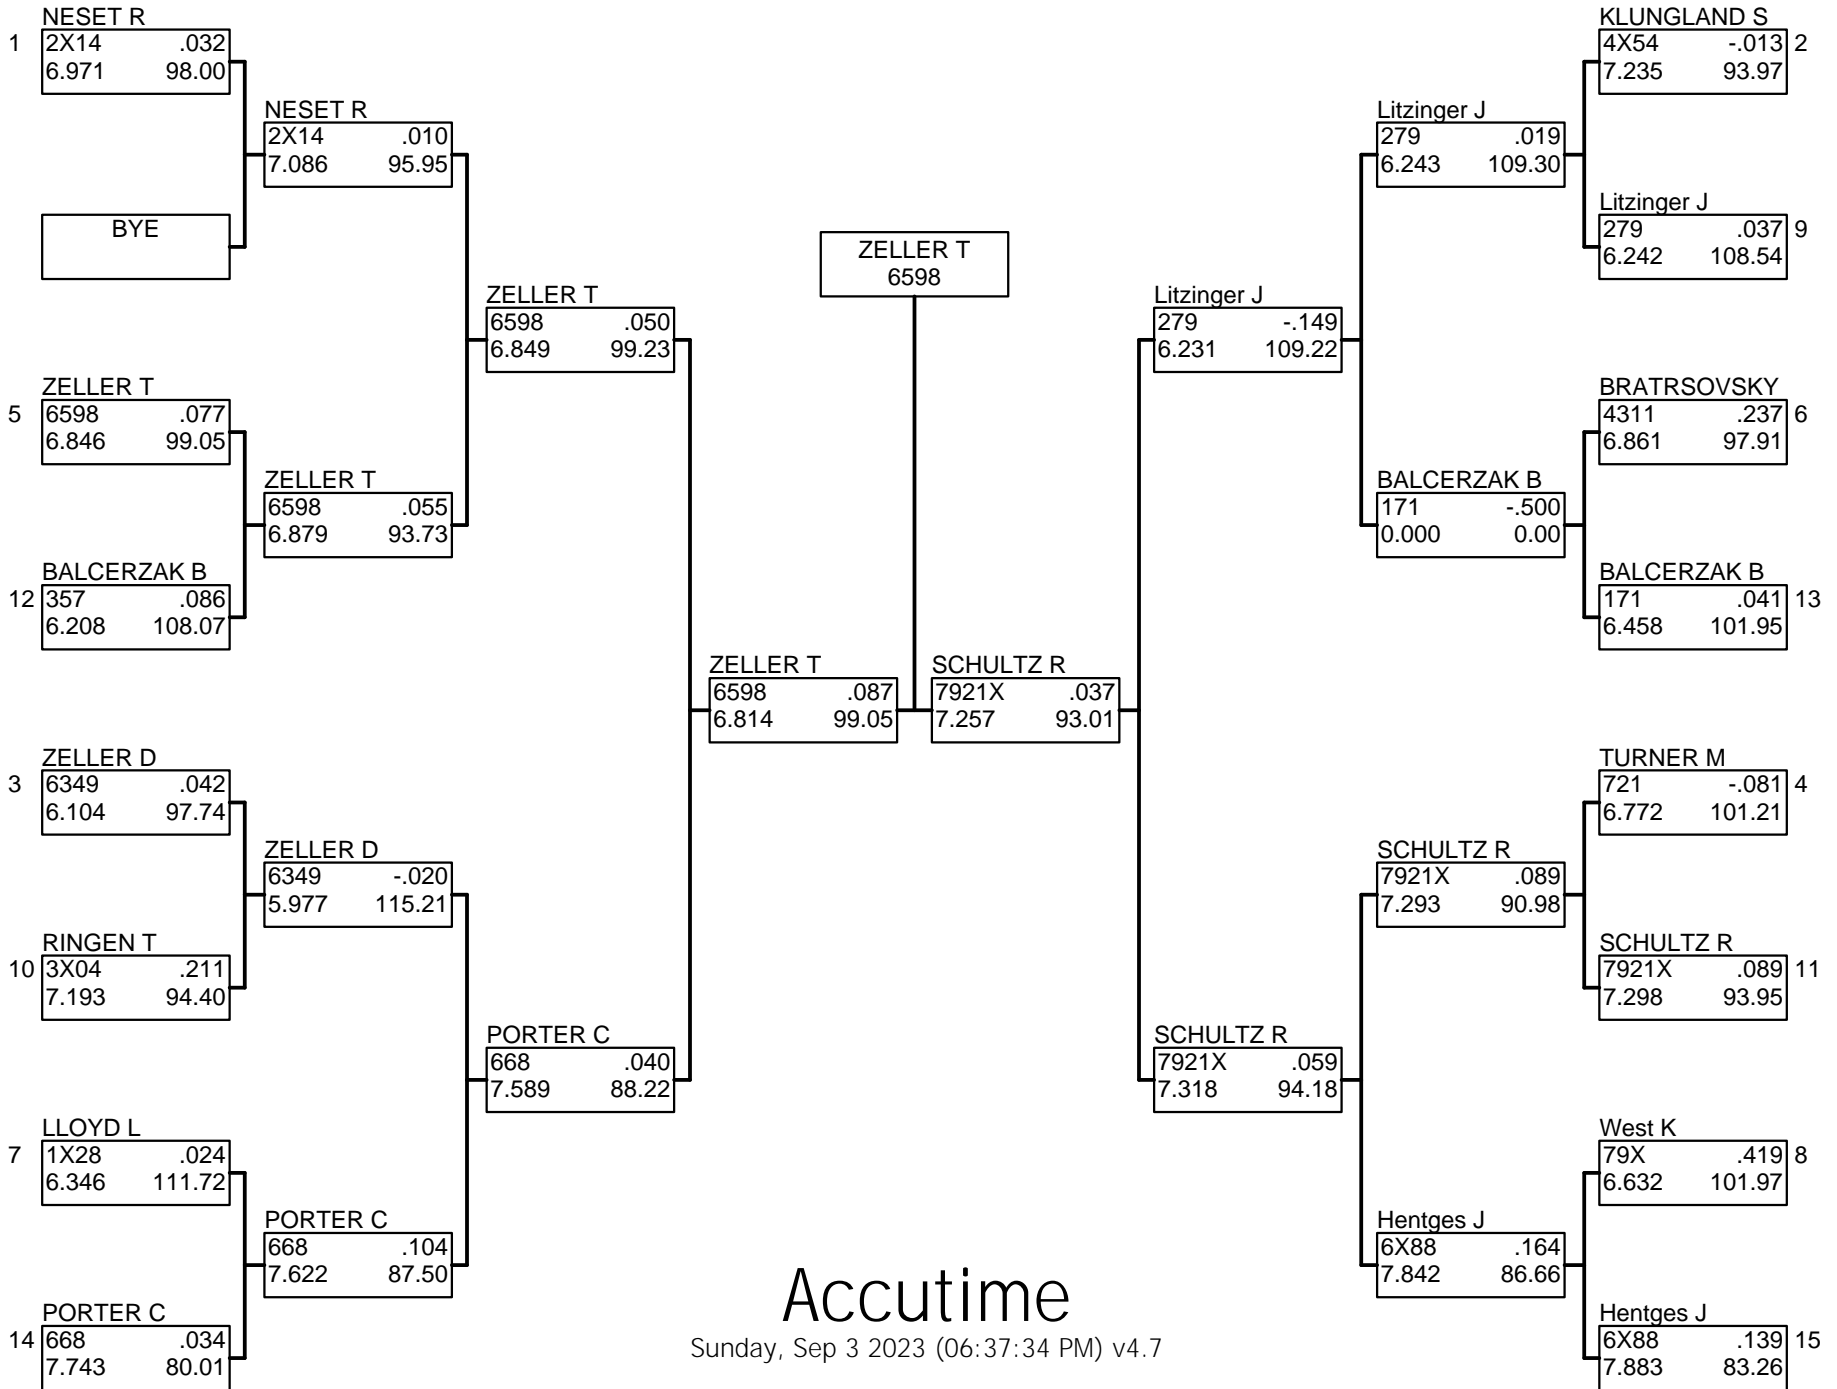 NESET R
1 2X14 .032
6.971 98.00
BYE
ZELLER T
5 6598 .077
6.846 99.05
BALCERZAK B
12 357 .086
6.208 108.07
ZELLER D
3 6349 .042
6.104 97.74
RINGEN T
10 3X04 .211
7.193 94.40
LLOYD L
7 1X28 .024
6.346 111.72
PORTER C
14 668 .034
7.743 80.01
NESET R
2X14 .010
7.086 95.95
ZELLER T
6598 .055
6.879 93.73
ZELLER D
6349 -.020
5.977 115.21
PORTER C
668 .104
7.622 87.50
ZELLER T
6598 .050
6.849 99.23
PORTER C
668 .040
7.589 88.22
ZELLER T
6598 .087
6.814 99.05
ZELLER T
6598
SCHULTZ R
7921X .037
7.257 93.01
Litzinger J
279 -.149
6.231 109.22
SCHULTZ R
7921X .059
7.318 94.18
Litzinger J
279 .019
6.243 109.30
BALCERZAK B
171 -.500
0.000 0.00
SCHULTZ R
7921X .089
7.293 90.98
Hentges J
6X88 .164
7.842 86.66
KLUNGLAND S
4X54 -.013 2
7.235 93.97
Litzinger J
279 .037 9
6.242 108.54
BRATRSOVSKY
4311 .237 6
6.861 97.91
BALCERZAK B
171 .041 13
6.458 101.95
TURNER M
721 -.081 4
6.772 101.21
SCHULTZ R
7921X .089 11
7.298 93.95
West K
79X .419 8
6.632 101.97
Hentges J
6X88 .139 15
7.883 83.26
Accutime
Sunday, Sep 3 2023 (06:37:34 PM) v4.7